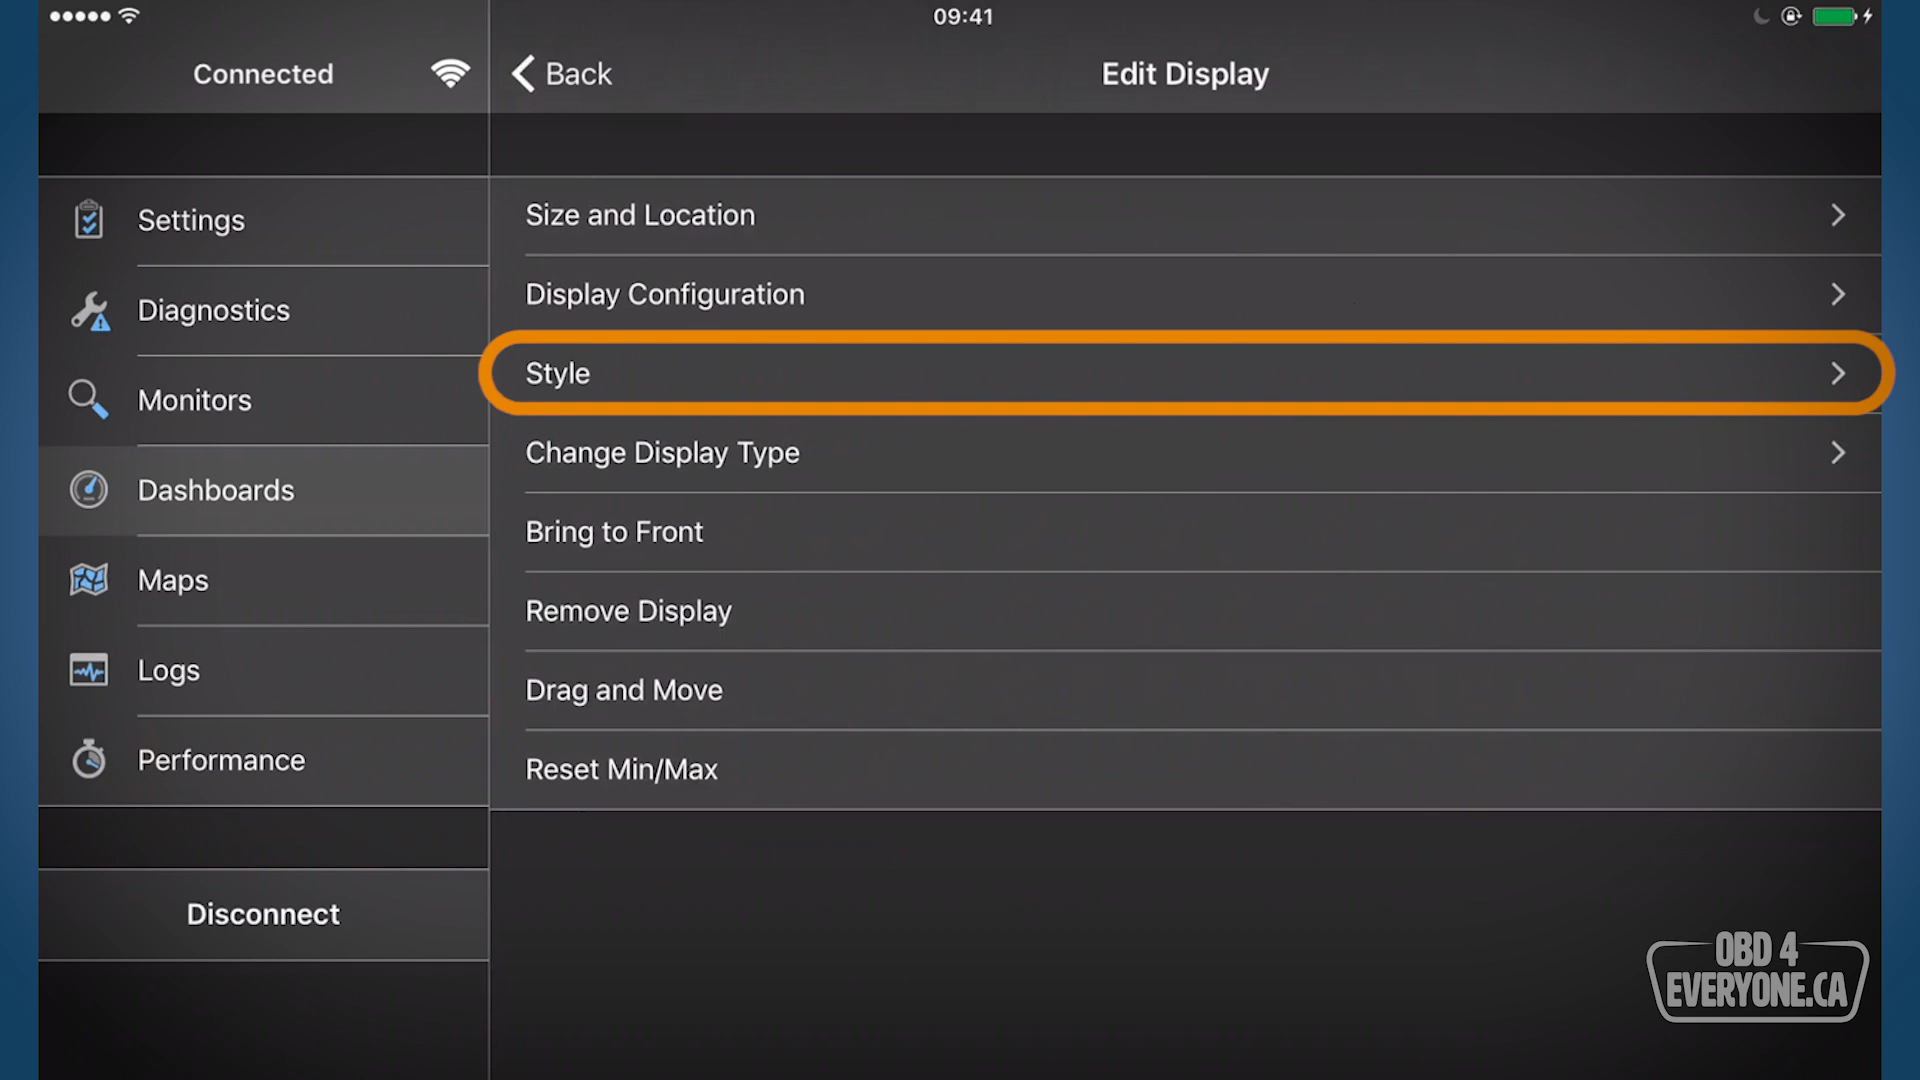 09:41
Connected
Back
Edit Display
Settings
Diagnostics
Monitors
Dashboards
Maps
Logs
Performance
Disconnect
Size and Location
Display Configuration
Style
Change Display Type
Bring to Front
Remove Display
Drag and Move
Reset Min/Max
OBD 4
EVERYONE.CA